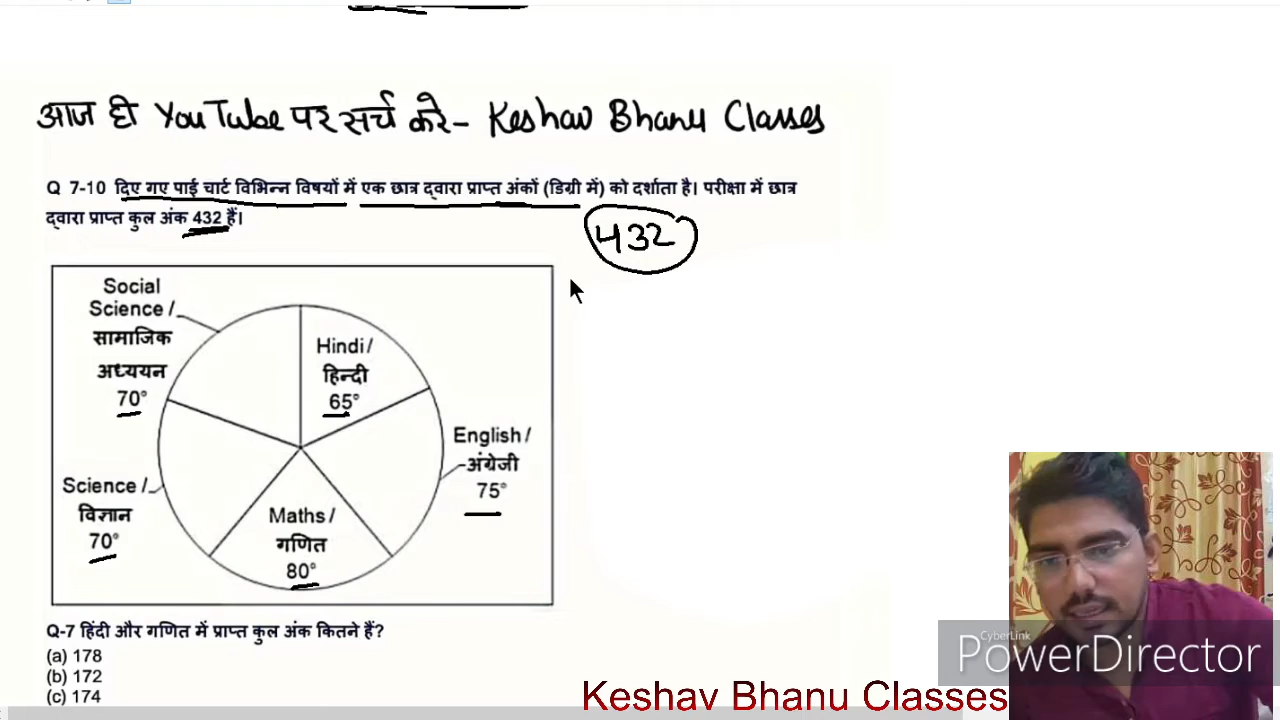 आज ही YouTube पर सर्च करे- Keshav Bhanu Classes
Q 7-10 दिए गए पाई चार्ट विभिन्न विषयों में एक छात्र द्वारा प्राप्त अंकों (डिग्री में) को दर्शाता है। परीक्षा में छात्र
द्वारा प्राप्त कुल अंक 432 हैं।
432
Social
Science /
सामाजिक
अध्ययन
70°
Hindi /
हिन्दी
65°
English /
अंग्रेजी
75°
Science /
विज्ञान
70°
Maths /
गणित
80°
Q-7 हिंदी और गणित में प्राप्त कुल अंक कितने हैं?
(a) 178
(b) 172
(c) 174
CyberLink
PowerDirector
Keshav Bhanu Classes